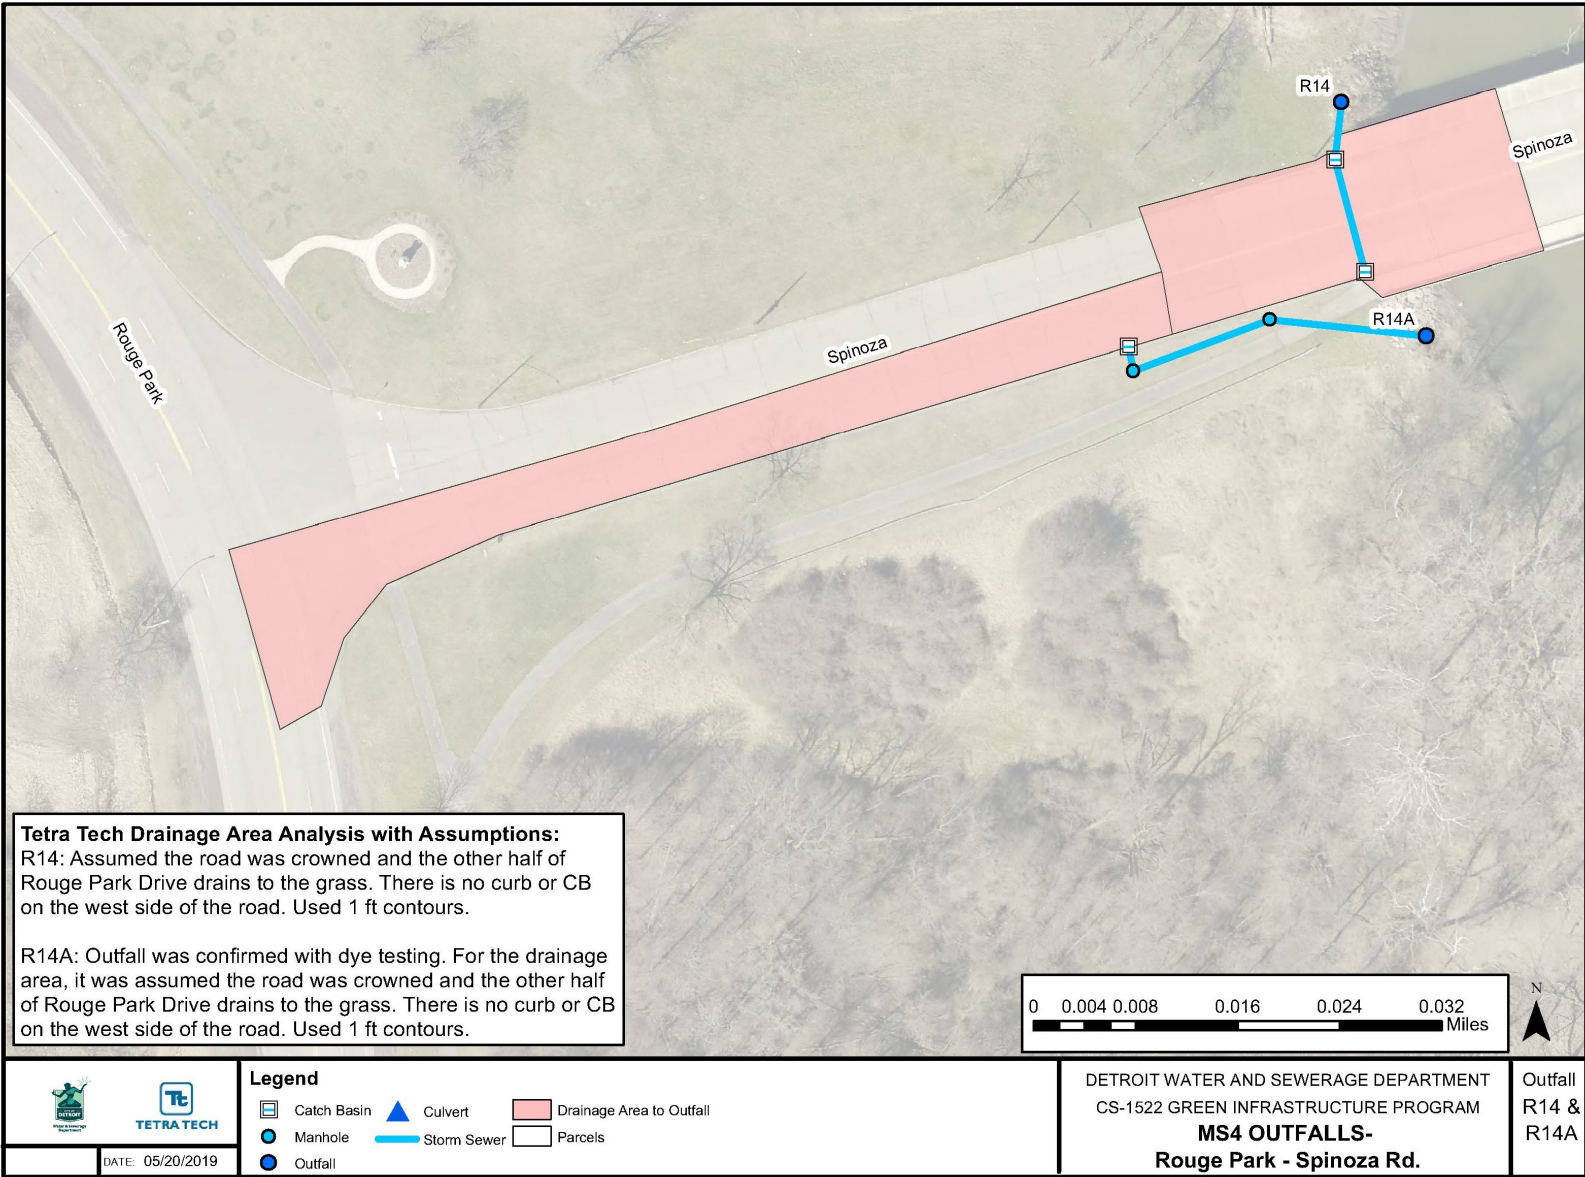 R14
Spinoza
R14A
Spinoza
Rouge Park
Tetra Tech Drainage Area Analysis with Assumptions:
R14: Assumed the road was crowned and the other half of
Rouge Park Drive drains to the grass. There is no curb or CB
on the west side of the road. Used 1 ft contours.
R14A: Outfall was confirmed with dye testing. For the drainage
area, it was assumed the road was crowned and the other half
of Rouge Park Drive drains to the grass. There is no curb or CB
on the west side of the road. Used 1 ft contours.
0 0.004 0.008 0.016 0.024 0.032
Miles
N
DETROIT
Water & Sewerage
Department
Tt
TETRA TECH
DATE: 05/20/2019
Legend
Catch Basin
Culvert
Drainage Area to Outfall
Manhole
Storm Sewer
Parcels
Outfall
DETROIT WATER AND SEWERAGE DEPARTMENT
CS-1522 GREEN INFRASTRUCTURE PROGRAM
MS4 OUTFALLS-
Rouge Park - Spinoza Rd.
Outfall
R14 &
R14A